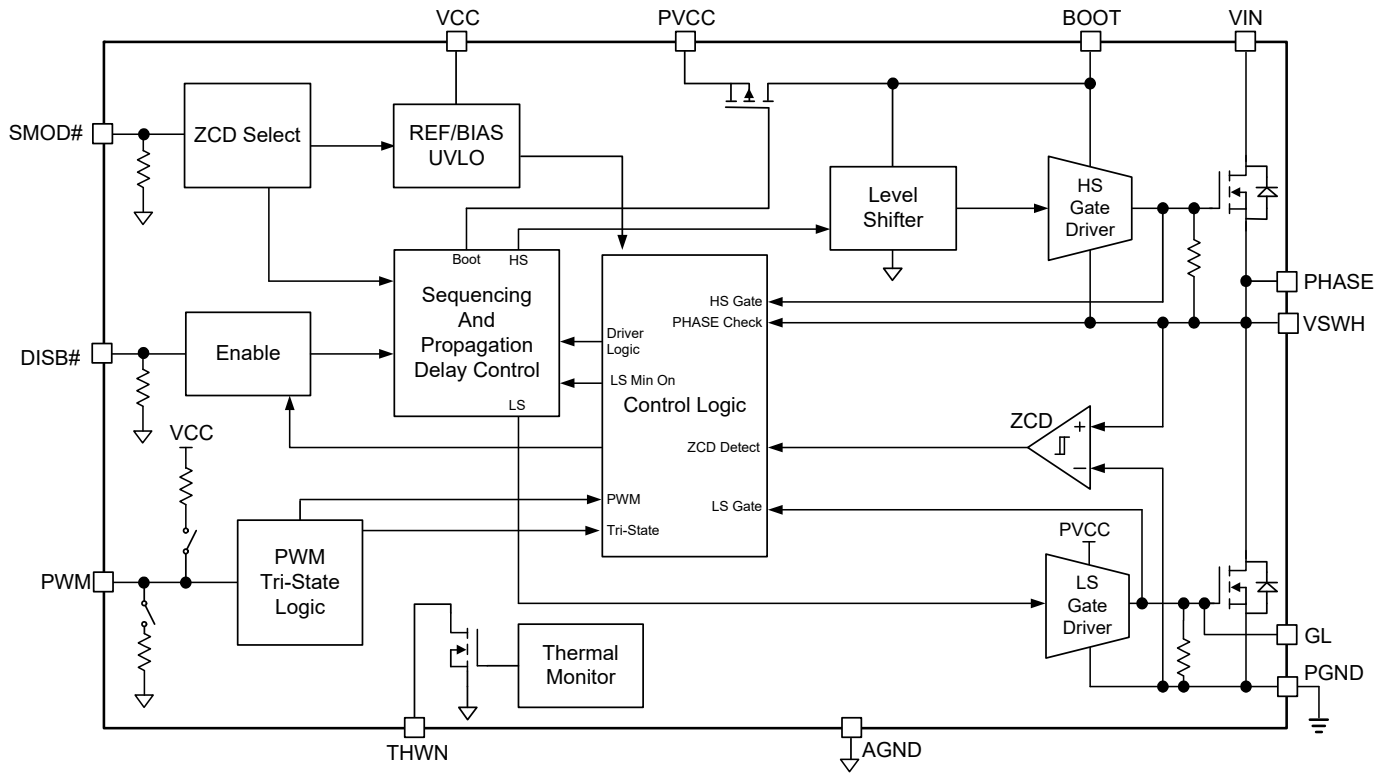 VCC
PVCC
BOOT
VIN
SMOD#
ZCD Select
REF/BIAS
UVLO
Level
Shifter
HS
Gate
Driver
Boot
HS
Sequencing
And
Propagation
Delay Control
LS
HS Gate
PHASE Check
Driver
Logic
LS Min On
Control Logic
ZCD Detect
LS Gate
PWM
Tri-State
PHASE
VSWH
DISB#
Enable
VCC
ZCD
+
−
PWM
PWM
Tri-State
Logic
PVCC
LS
Gate
Driver
Thermal
Monitor
GL
PGND
THWN
AGND